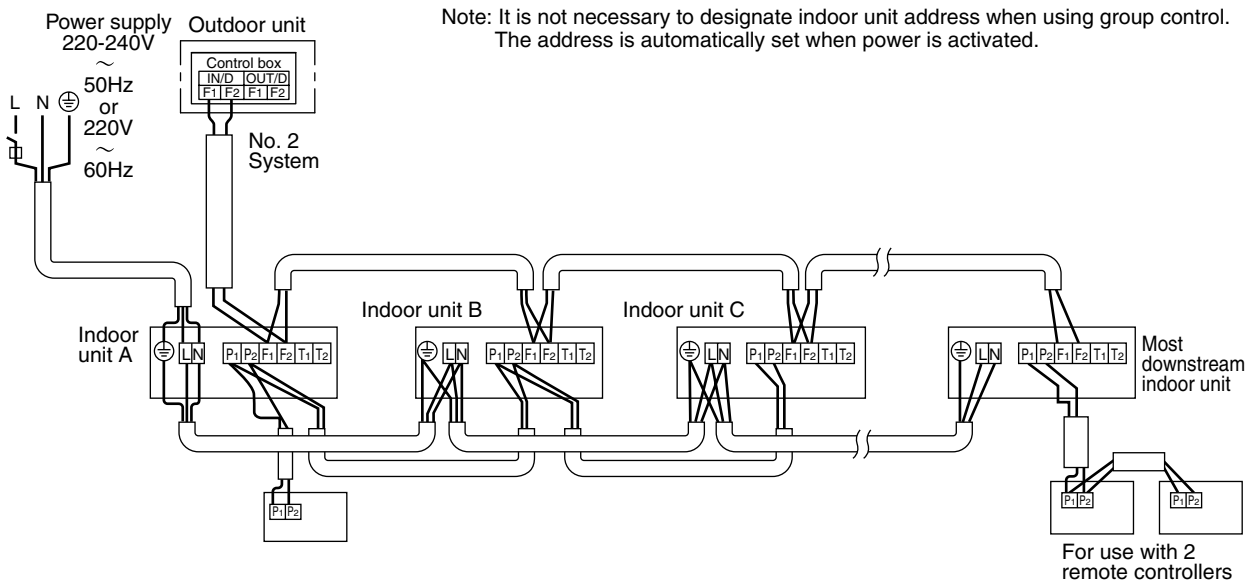 Note: It is not necessary to designate indoor unit address when using group control.
The address is automatically set when power is activated.
Power supply
220-240V
~
50Hz
or
220V
~
60Hz
L N
Outdoor unit
Control box
IN/D OUT/D
F1 F2 F1 F2
No. 2
System
Indoor
unit A
L N
P1 P2 F1 F2 T1 T2
Indoor unit B
L N
P1 P2 F1 F2 T1 T2
Indoor unit C
L N
P1 P2 F1 F2 T1 T2
L N
P1 P2 F1 F2 T1 T2
Most
downstream
indoor unit
P1 P2
P1 P2
P1 P2
For use with 2
remote controllers